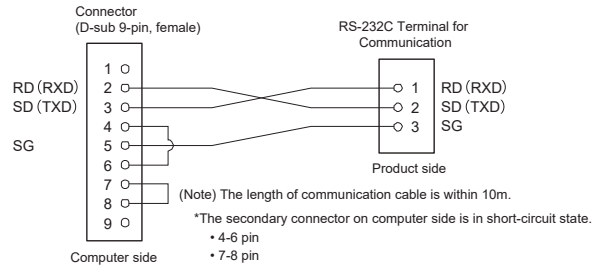 Connector
(D-sub 9-pin, female)
RS-232C Terminal for
Communication
1
RD (RXD) 2
SD (TXD) 3
4
SG 5
6
7
8
9
Computer side
1 RD (RXD)
2 SD (TXD)
3 SG
Product side
(Note) The length of communication cable is within 10m.
*The secondary connector on computer side is in short-circuit state.
• 4-6 pin
• 7-8 pin